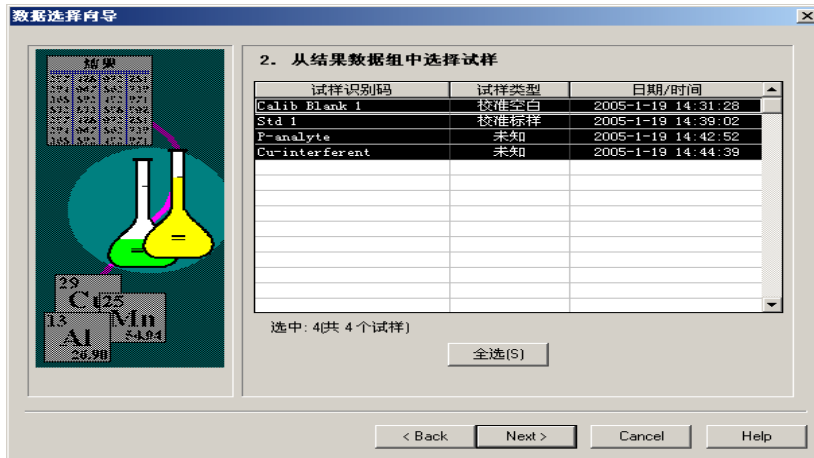 数据选择向导
结果
2. 从结果数据组中选择试样
试样识别码 试样类型 日期/时间
Calib Blank 1 校准空白 2005-1-19 14:31:28
Std 1 校准标样 2005-1-19 14:39:02
P-analyte 未知 2005-1-19 14:42:52
Cu-interferent 未知 2005-1-19 14:44:39
29
Cu
25
Mn
54.94
13
Al
26.98
选中: 4(共 4 个试样)
全选(S)
< Back Next > Cancel Help